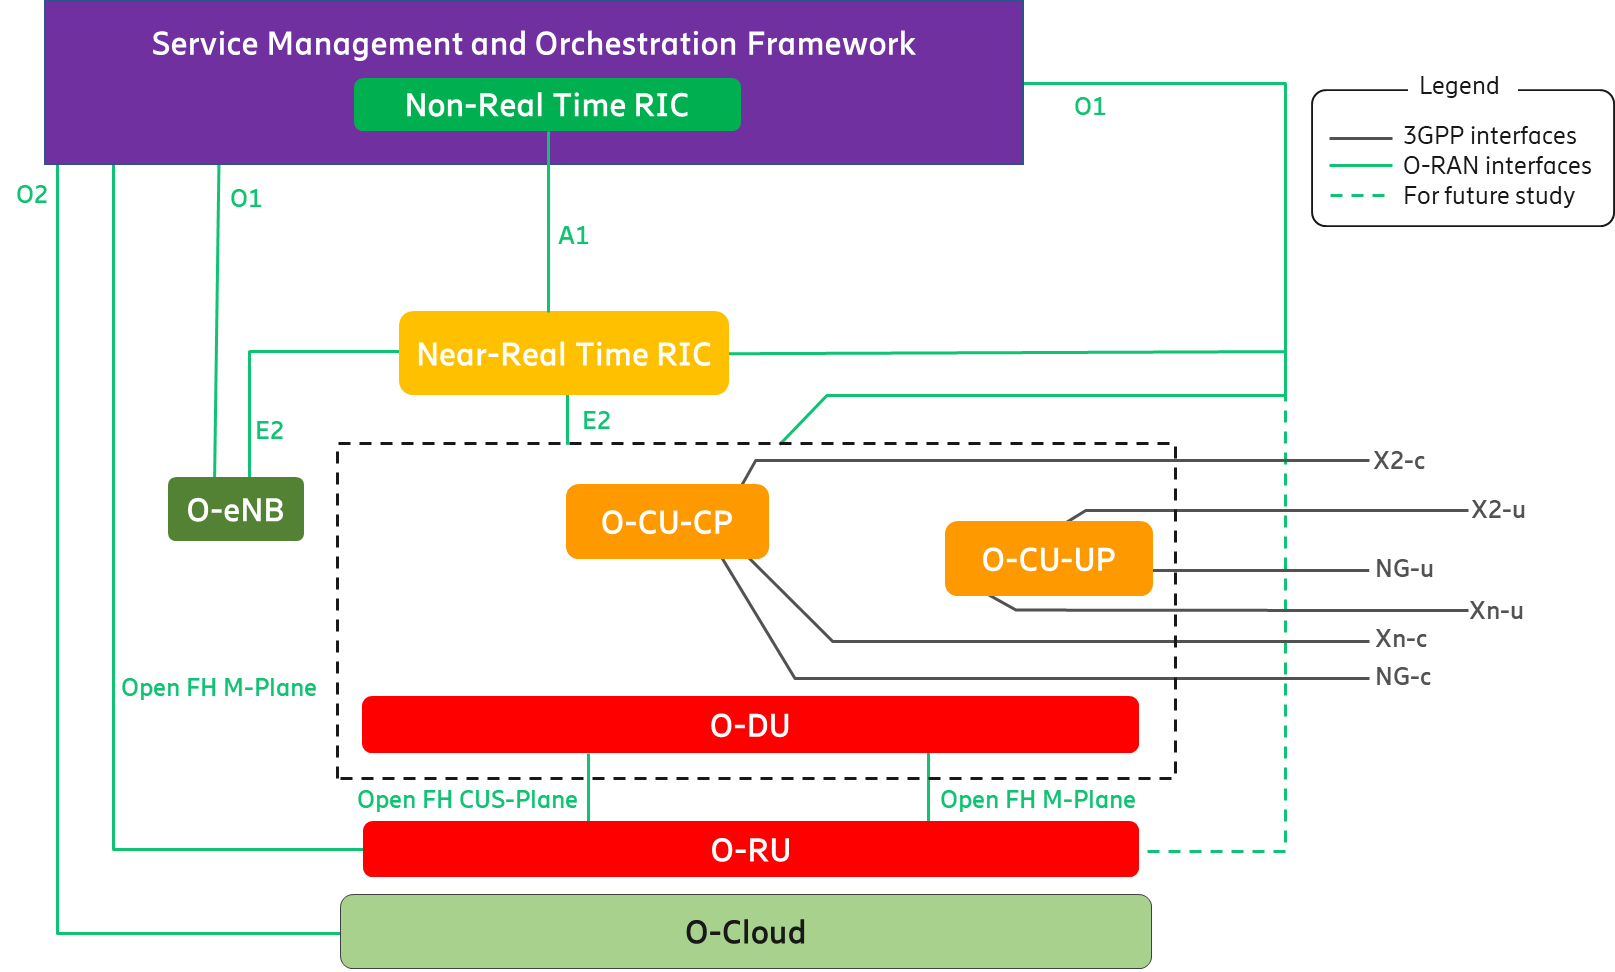 Service Management and Orchestration Framework
Non-Real Time RIC
O1
Legend
3GPP interfaces
O-RAN interfaces
For future study
O2
O1
A1
Near-Real Time RIC
E2
E2
X2-c
O-eNB
O-CU-CP
X2-u
O-CU-UP
NG-u
Xn-u
Xn-c
NG-c
Open FH M-Plane
O-DU
Open FH CUS-Plane
Open FH M-Plane
O-RU
O-Cloud